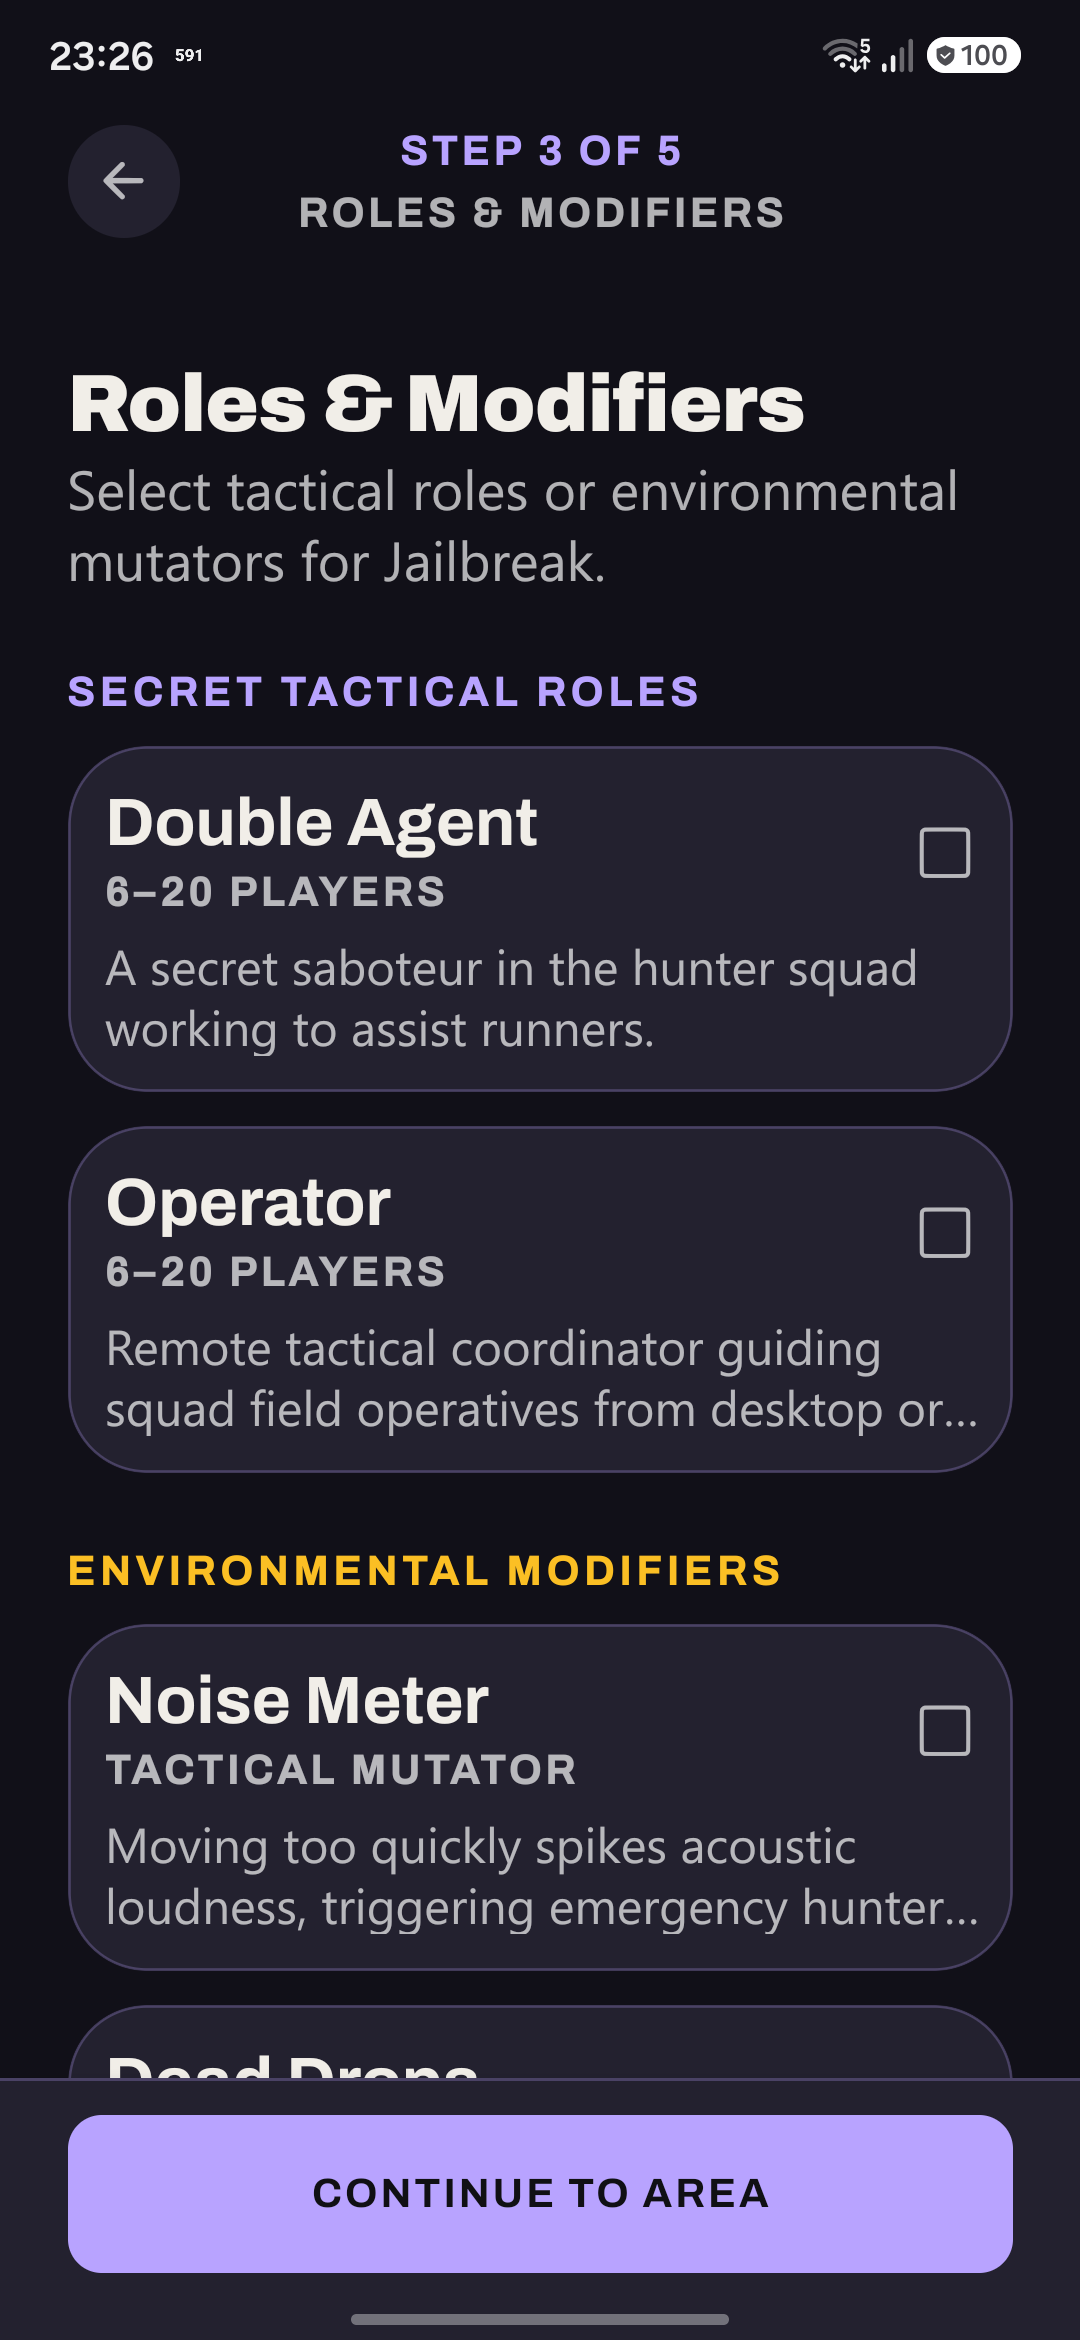 23:26 591 5 100
STEP 3 OF 5
ROLES & MODIFIERS
Roles & Modifiers
Select tactical roles or environmental
mutators for Jailbreak.
SECRET TACTICAL ROLES
Double Agent
6–20 PLAYERS
A secret saboteur in the hunter squad
working to assist runners.
Operator
6–20 PLAYERS
Remote tactical coordinator guiding
squad field operatives from desktop or...
ENVIRONMENTAL MODIFIERS
Noise Meter
TACTICAL MUTATOR
Moving too quickly spikes acoustic
loudness, triggering emergency hunter...
Dead Drops
CONTINUE TO AREA